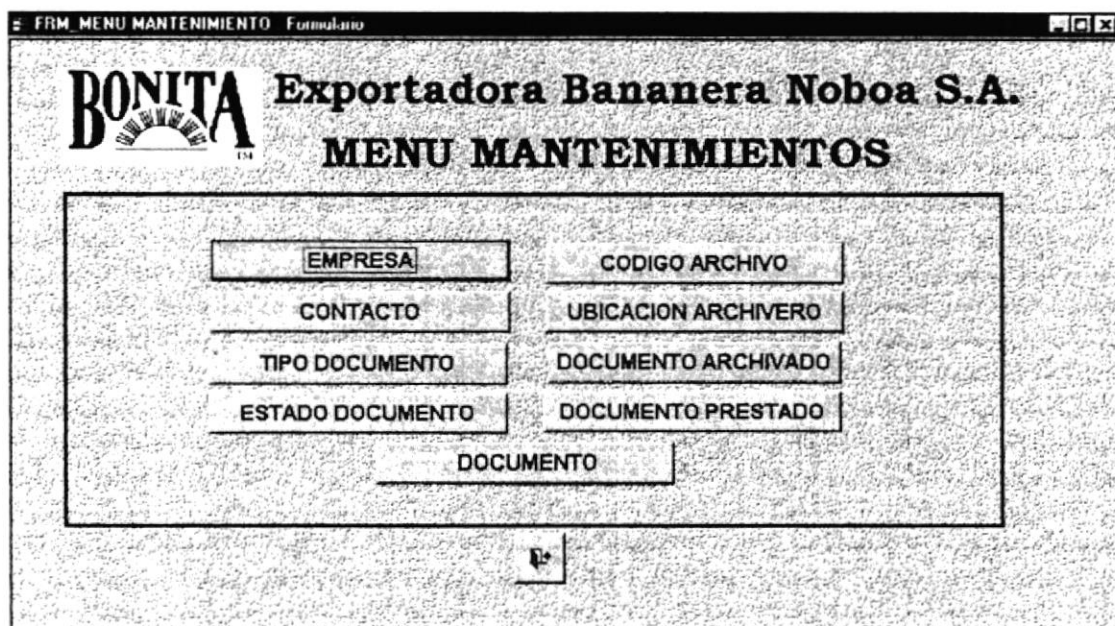 FRM_MENU MANTENIMIENTO Formulario
BONITA
TM
Exportadora Bananera Noboa S.A.
MENU MANTENIMIENTOS
EMPRESA
CODIGO ARCHIVO
CONTACTO
UBICACION ARCHIVERO
TIPO DOCUMENTO
DOCUMENTO ARCHIVADO
ESTADO DOCUMENTO
DOCUMENTO PRESTADO
DOCUMENTO